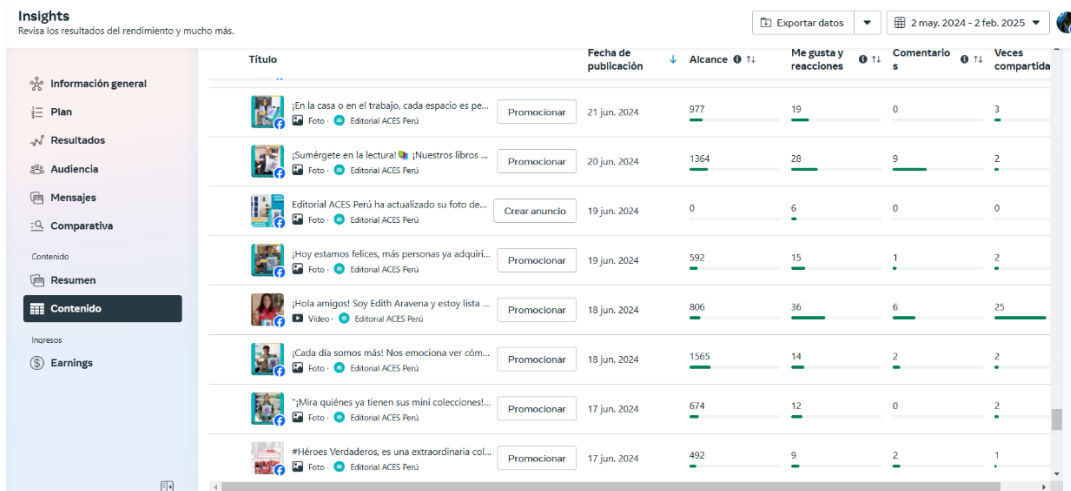 Insights
Revisa los resultados del rendimiento y mucho más.
Exportar datos
2 may. 2024 - 2 feb. 2025
Información general
Plan
Resultados
Audiencia
Mensajes
Comparativa
Contenido
Resumen
Contenido
Ingresos
Earnings
Título
Fecha de publicación
Alcance
Me gusta y reacciones
Comentario s
Veces compartida
¡En la casa o en el trabajo, cada espacio es pe...
Foto · Editorial ACES Perú
Promocionar
21 jun. 2024
977
19
0
3
¡Sumérgete en la lectura! ¡Nuestros libros ...
Foto · Editorial ACES Perú
Promocionar
20 jun. 2024
1364
28
9
2
Editorial ACES Perú ha actualizado su foto de...
Foto · Editorial ACES Perú
Crear anuncio
19 jun. 2024
0
6
0
0
¡Hoy estamos felices, más personas ya adquiri...
Foto · Editorial ACES Perú
Promocionar
19 jun. 2024
592
15
1
2
¡Hola amigos! Soy Edith Aravena y estoy lista ...
Vídeo · Editorial ACES Perú
Promocionar
18 jun. 2024
806
36
6
25
¡Cada día somos más! Nos emociona ver cóm...
Foto · Editorial ACES Perú
Promocionar
18 jun. 2024
1565
14
2
2
"¡Mira quiénes ya tienen sus mini colecciones!...
Foto · Editorial ACES Perú
Promocionar
17 jun. 2024
674
12
0
2
#Héroes Verdaderos, es una extraordinaria col...
Foto · Editorial ACES Perú
Promocionar
17 jun. 2024
492
9
2
1